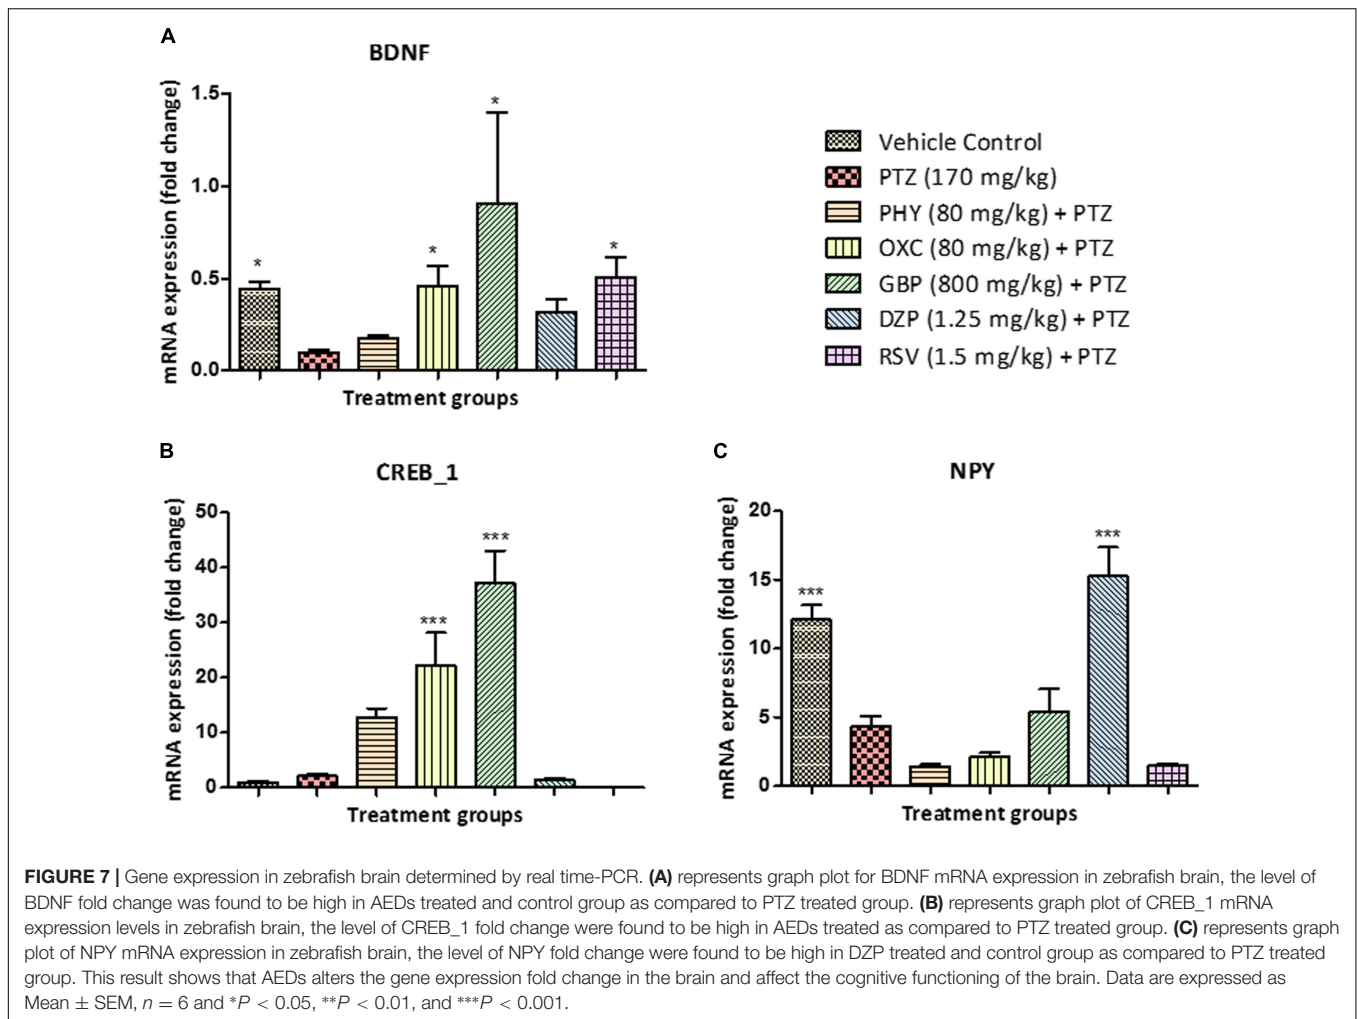 A
BDNF
mRNA expression (fold change)
1.5
1.0
0.5
0.0
*
*
*
*
Treatment groups
Vehicle Control
PTZ (170 mg/kg)
PHY (80 mg/kg) + PTZ
OXC (80 mg/kg) + PTZ
GBP (800 mg/kg) + PTZ
DZP (1.25 mg/kg) + PTZ
RSV (1.5 mg/kg) + PTZ
B
CREB_1
mRNA expression (fold change)
50
40
30
20
10
0
***
***
Treatment groups
C
NPY
mRNA expression (fold change)
20
15
10
5
0
***
***
Treatment groups
FIGURE 7 | Gene expression in zebrafish brain determined by real time-PCR. (A) represents graph plot for BDNF mRNA expression in zebrafish brain, the level of
BDNF fold change was found to be high in AEDs treated and control group as compared to PTZ treated group. (B) represents graph plot of CREB_1 mRNA
expression levels in zebrafish brain, the level of CREB_1 fold change were found to be high in AEDs treated as compared to PTZ treated group. (C) represents graph
plot of NPY mRNA expression in zebrafish brain, the level of NPY fold change were found to be high in DZP treated and control group as compared to PTZ treated
group. This result shows that AEDs alters the gene expression fold change in the brain and affect the cognitive functioning of the brain. Data are expressed as
Mean ± SEM, n = 6 and *P < 0.05, **P < 0.01, and ***P < 0.001.